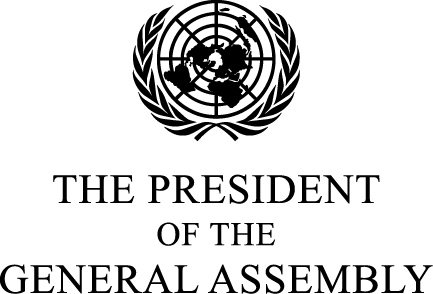 THE PRESIDENT
OF THE
GENERAL ASSEMBLY